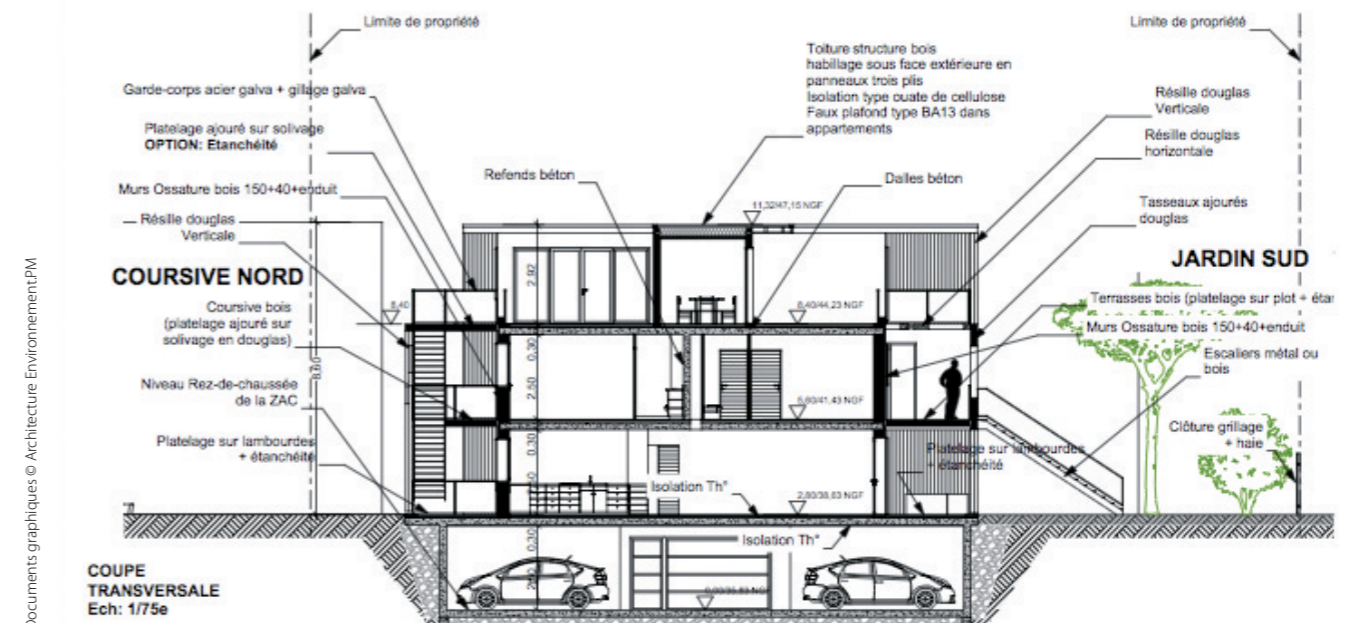 Limite de propriété
Limite de propriété
Toiture structure bois
habillage sous face extérieure en
panneaux trois plis
Isolation type ouate de cellulose
Faux plafond type BA13 dans
appartements
Garde-corps acier galva + gillage galva
Résille douglas
Verticale
Platelage ajouré sur solivage
OPTION: Etanchéité
Résille douglas
horizontale
Refends béton
Dalles béton
Murs Ossature bois 150+40+enduit
Tasseaux ajourés
douglas
11,32/47,15 NGF
Résille douglas
Verticale
COURSIVE NORD
JARDIN SUD
2,92
8,40
8,40/44,23 NGF
Terrasses bois (platelage sur plot + étar
Coursive bois
(platelage ajouré sur
solivage en douglas)
Murs Ossature bois 150+40+enduit
0,30
Escaliers métal ou
bois
8,60
2,50
Niveau Rez-de-chaussée
de la ZAC
5,60/41,43 NGF
Clôture grillage
+ haie
Platelage sur lambourdes
+ étanchéité
0,30
Platelage sur lambourdes
+ étanchéité
Isolation Th°
2,80/38,63 NGF
0,30
Isolation Th°
0,00/35,83 NGF
COUPE
TRANSVERSALE
Ech: 1/75e
Documents graphiques © Architecture Environnement.PM